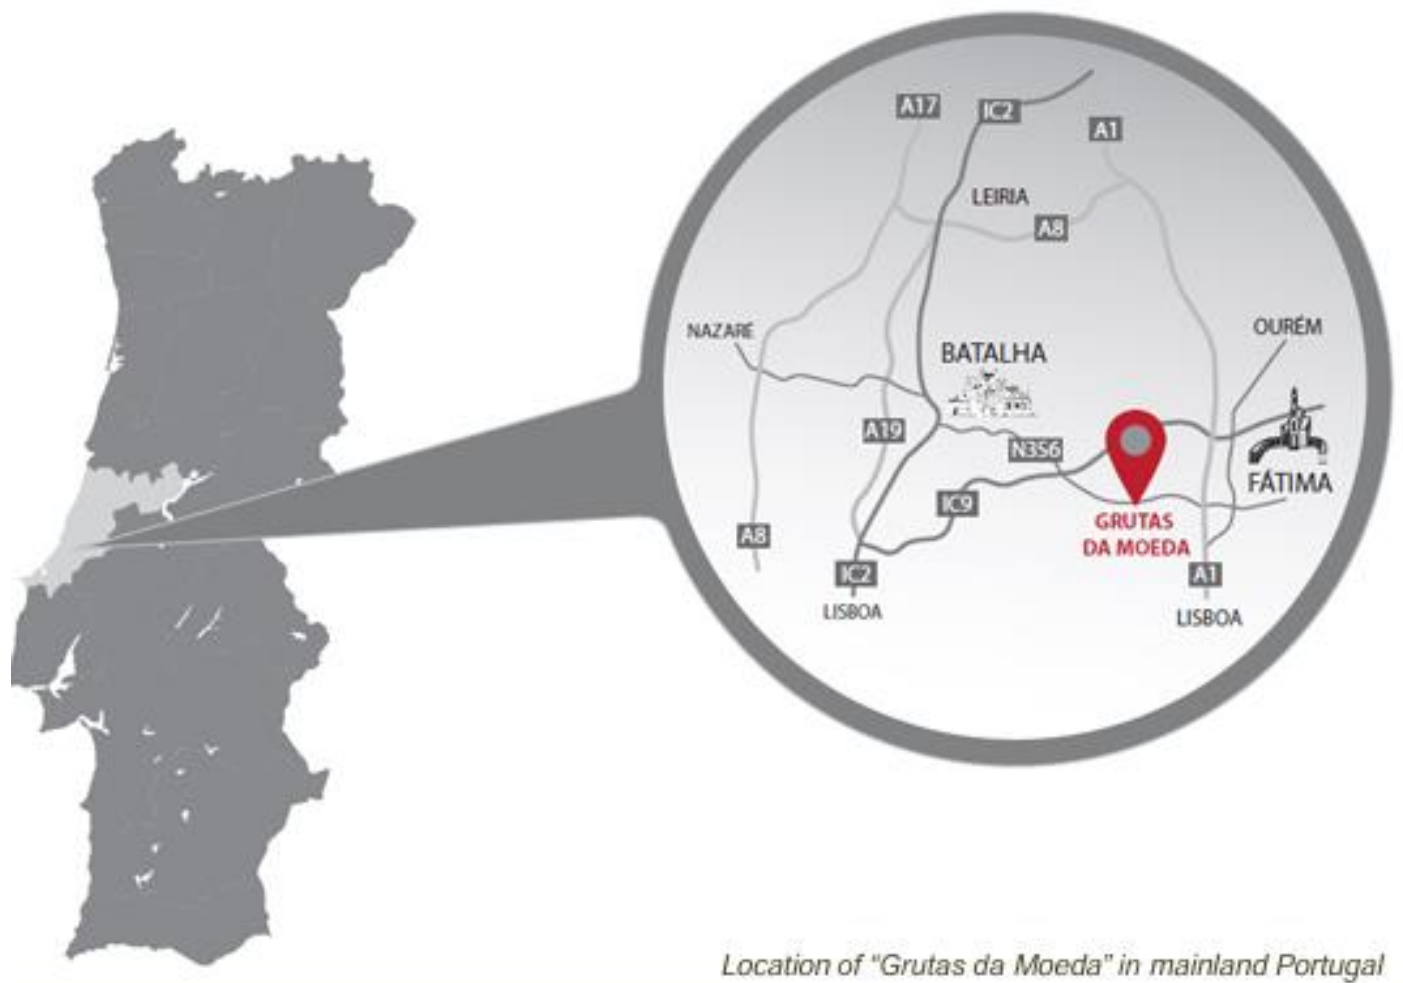 A17
IC2
A1
LEIRIA
A8
NAZARÉ
OURÉM
BATALHA
A19
N356
FÁTIMA
IC9
GRUTAS
DA MOEDA
A8
IC2
A1
LISBOA
LISBOA
Location of “Grutas da Moeda” in mainland Portugal